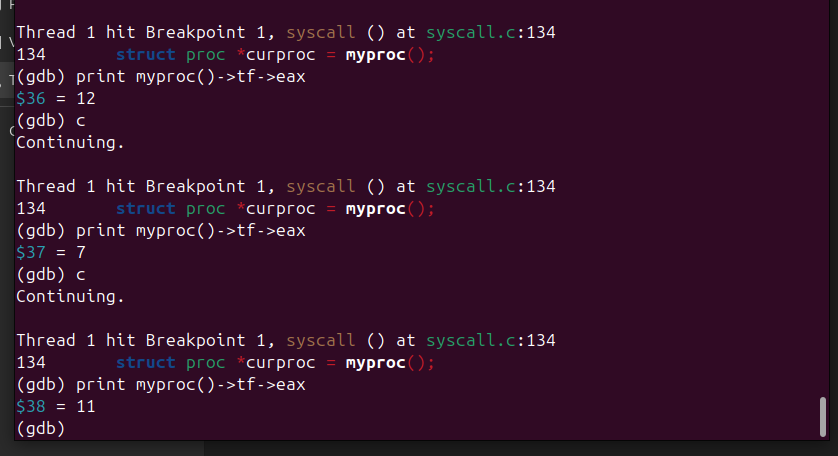 Thread 1 hit Breakpoint 1, syscall () at syscall.c:134
134       struct proc *curproc = myproc();
(gdb) print myproc()->tf->eax
$36 = 12
(gdb) c
Continuing.

Thread 1 hit Breakpoint 1, syscall () at syscall.c:134
134       struct proc *curproc = myproc();
(gdb) print myproc()->tf->eax
$37 = 7
(gdb) c
Continuing.

Thread 1 hit Breakpoint 1, syscall () at syscall.c:134
134       struct proc *curproc = myproc();
(gdb) print myproc()->tf->eax
$38 = 11
(gdb)